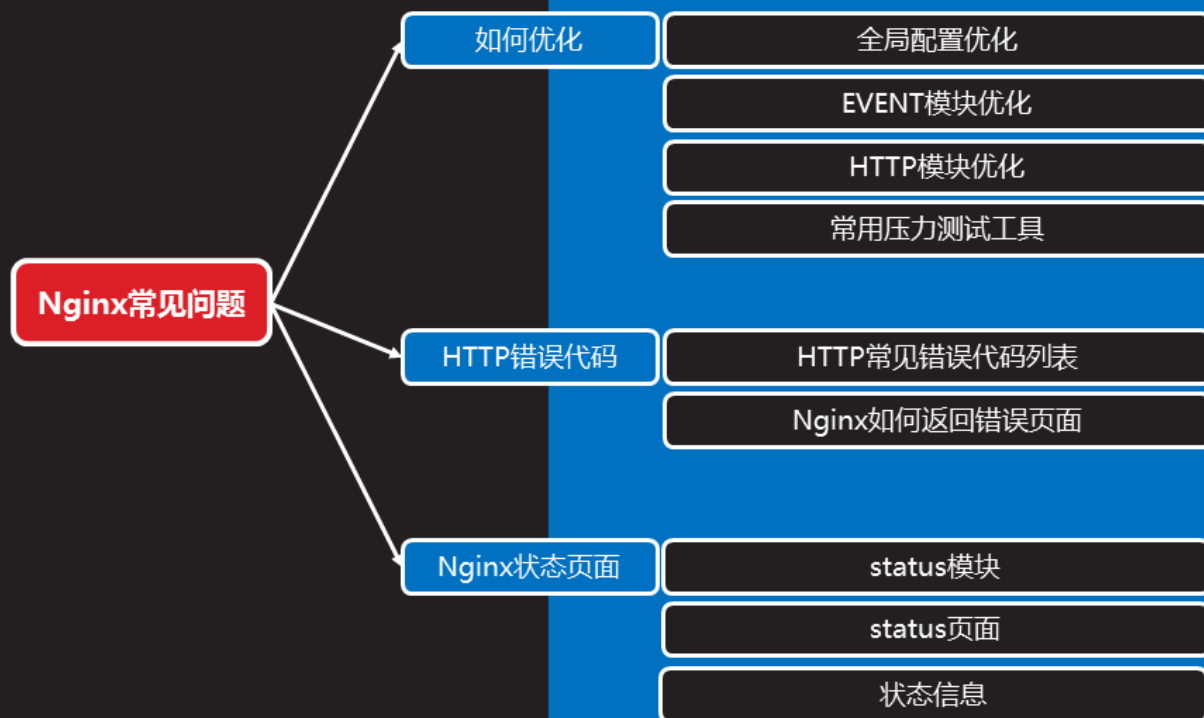 Nginx常见问题
如何优化
全局配置优化
EVENT模块优化
HTTP模块优化
常用压力测试工具
HTTP错误代码
HTTP常见错误代码列表
Nginx如何返回错误页面
Nginx状态页面
status模块
status页面
状态信息